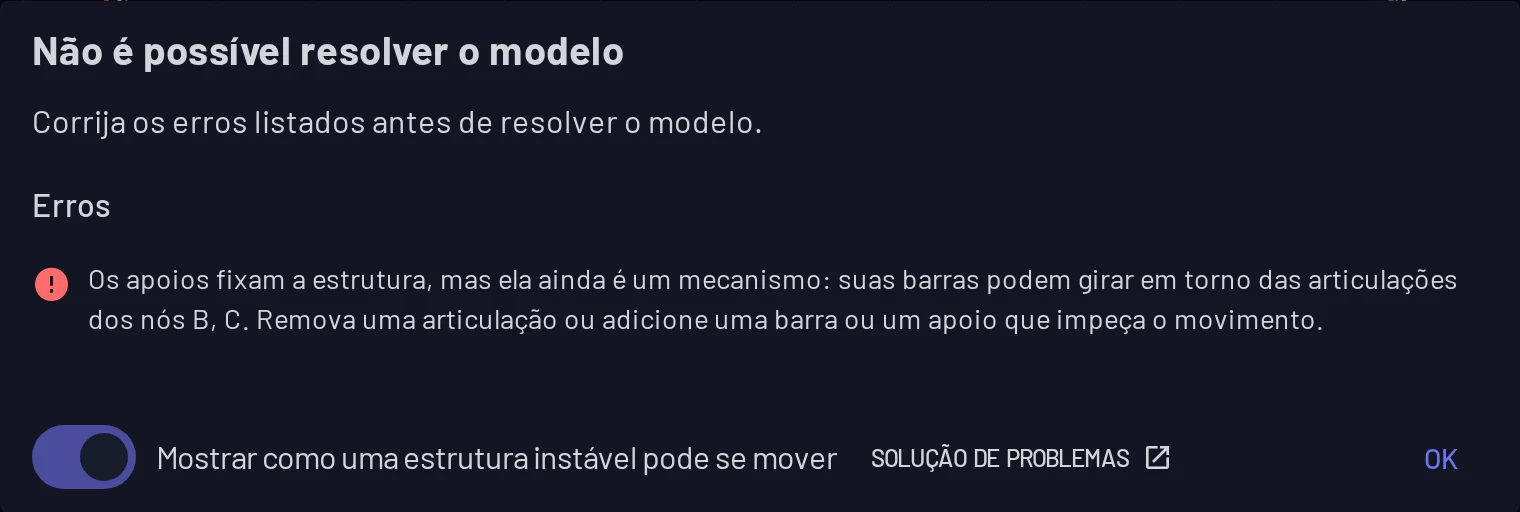 Não é possível resolver o modelo
Corrija os erros listados antes de resolver o modelo.
Erros
Os apoios fixam a estrutura, mas ela ainda é um mecanismo: suas barras podem girar em torno das articulações
dos nós B, C. Remova uma articulação ou adicione uma barra ou um apoio que impeça o movimento.
Mostrar como uma estrutura instável pode se mover SOLUÇÃO DE PROBLEMAS OK